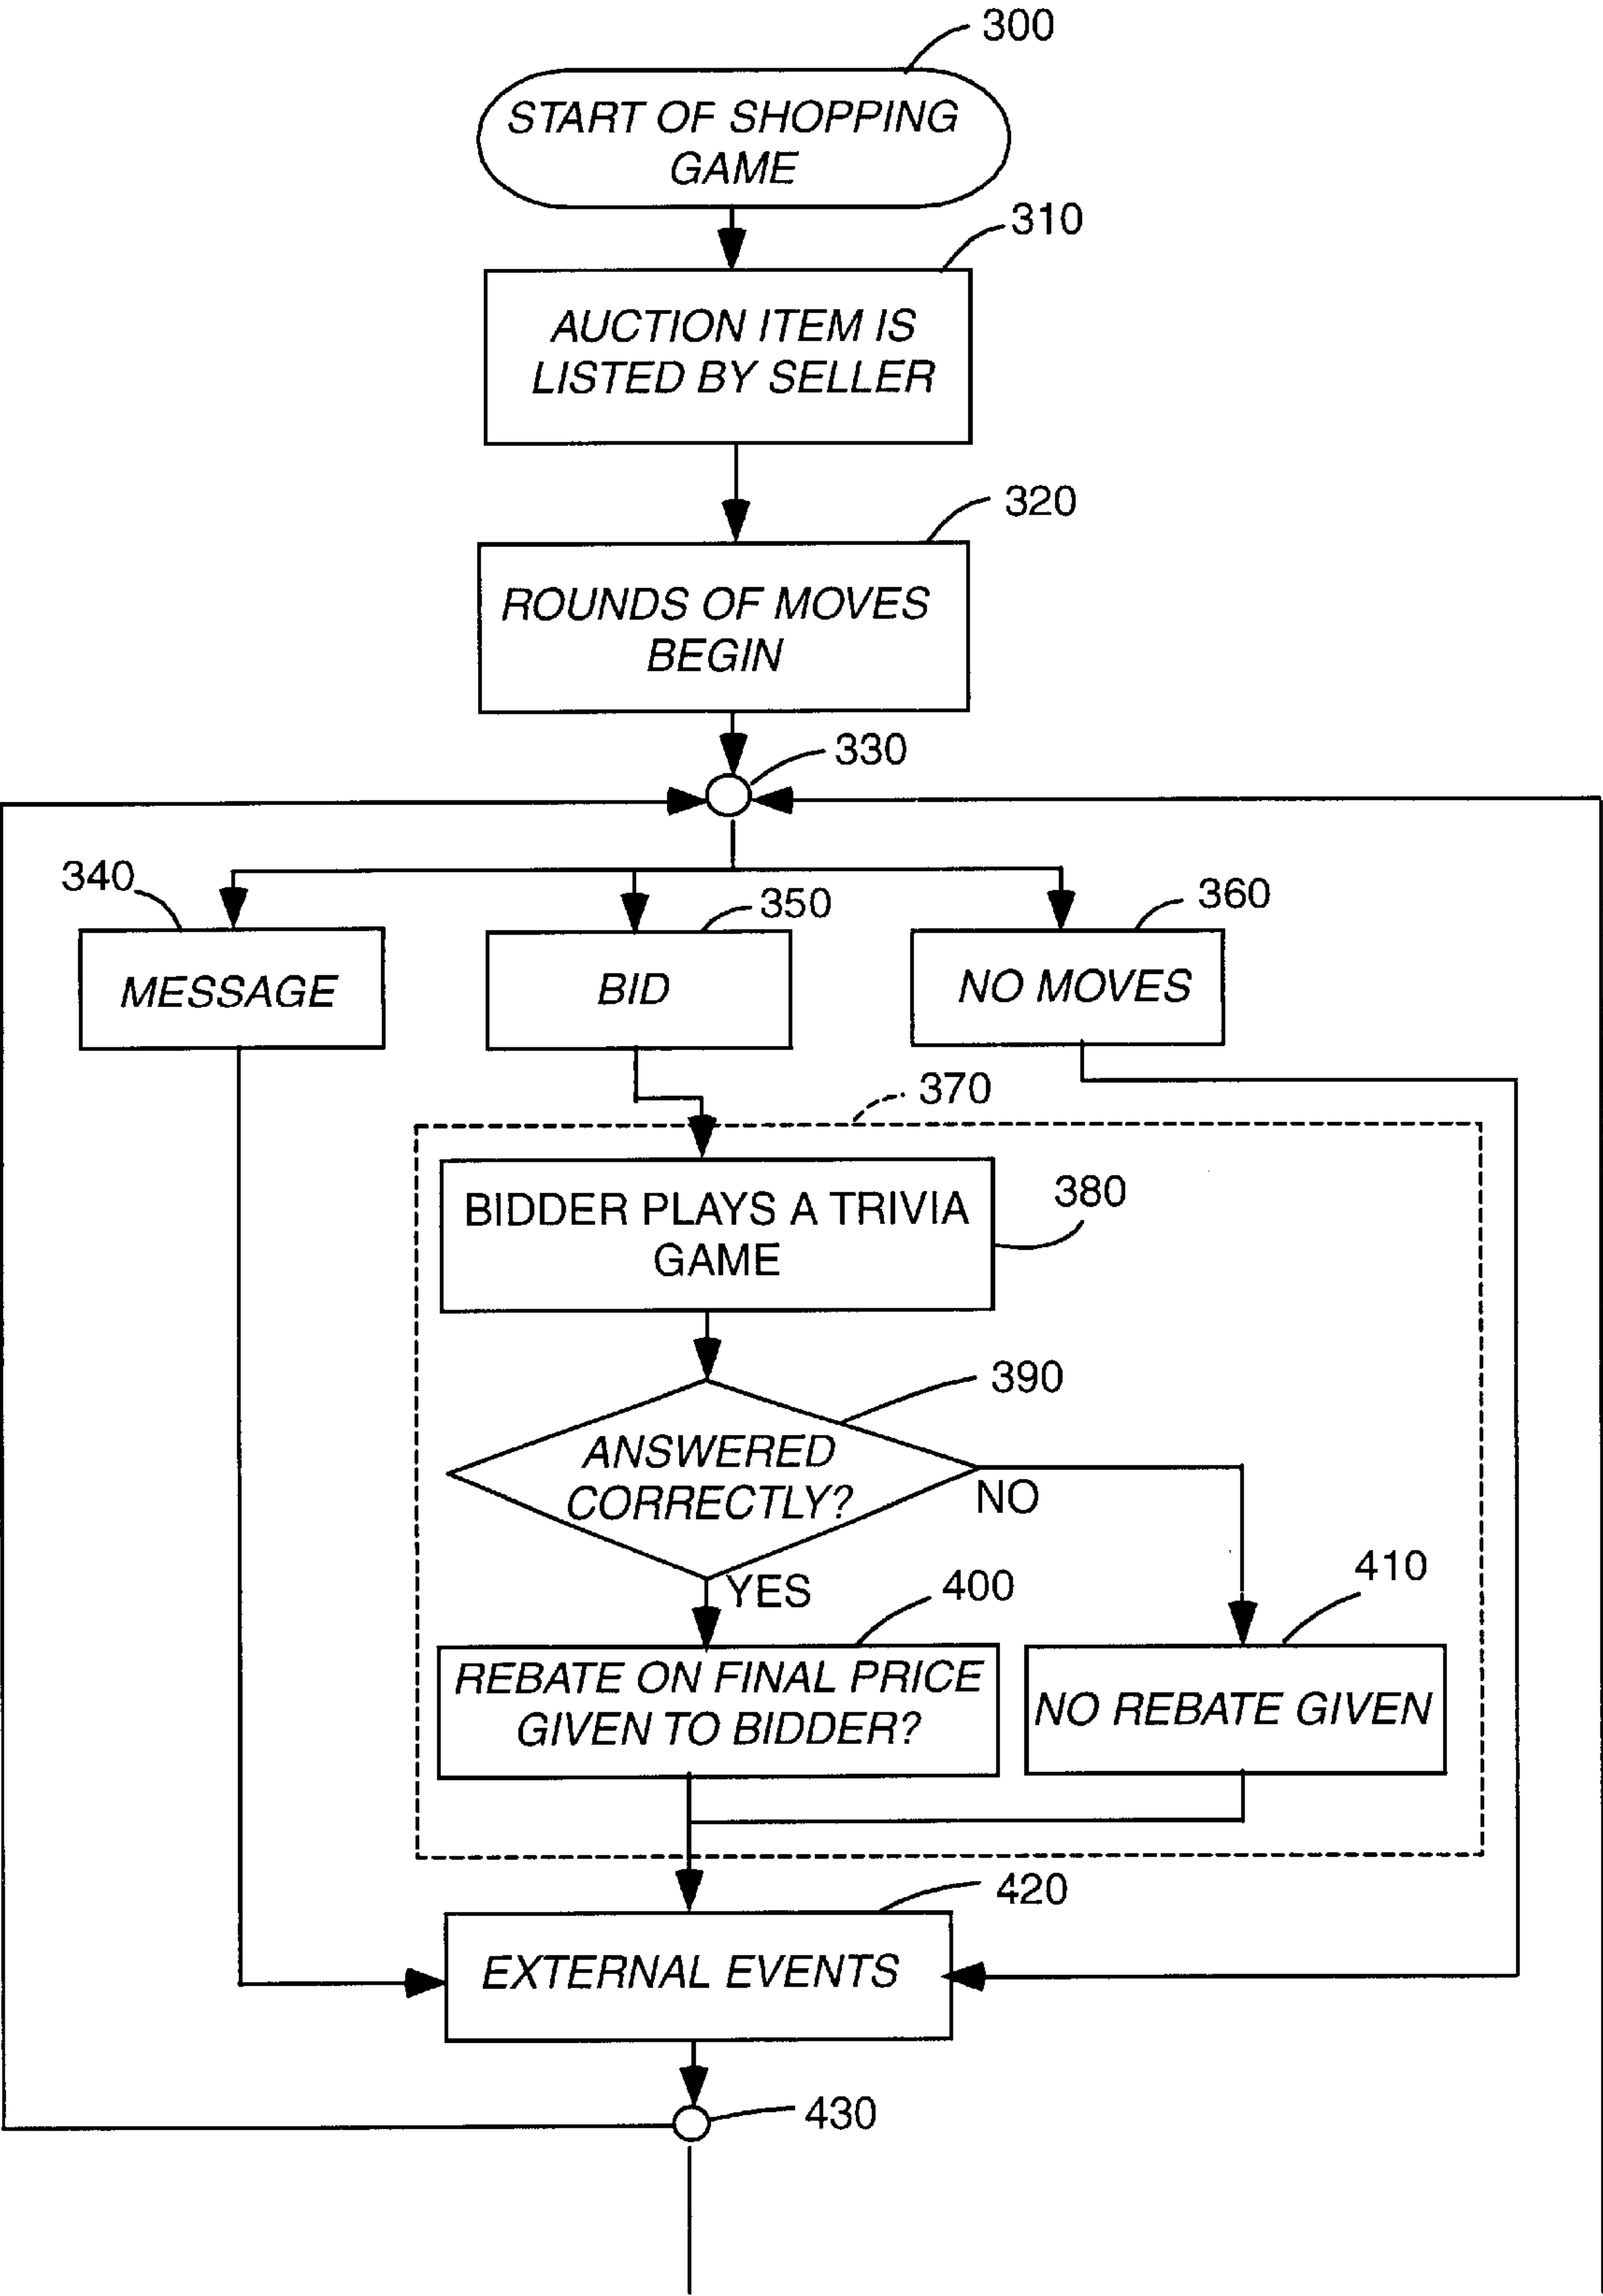 300
START OF SHOPPING
GAME
310
AUCTION ITEM IS
LISTED BY SELLER
320
ROUNDS OF MOVES
BEGIN
330
340
350
360
MESSAGE
BID
NO MOVES
370
BIDDER PLAYS A TRIVIA
GAME
380
390
ANSWERED
CORRECTLY?
NO
YES
400
410
REBATE ON FINAL PRICE
GIVEN TO BIDDER?
NO REBATE GIVEN
420
EXTERNAL EVENTS
430